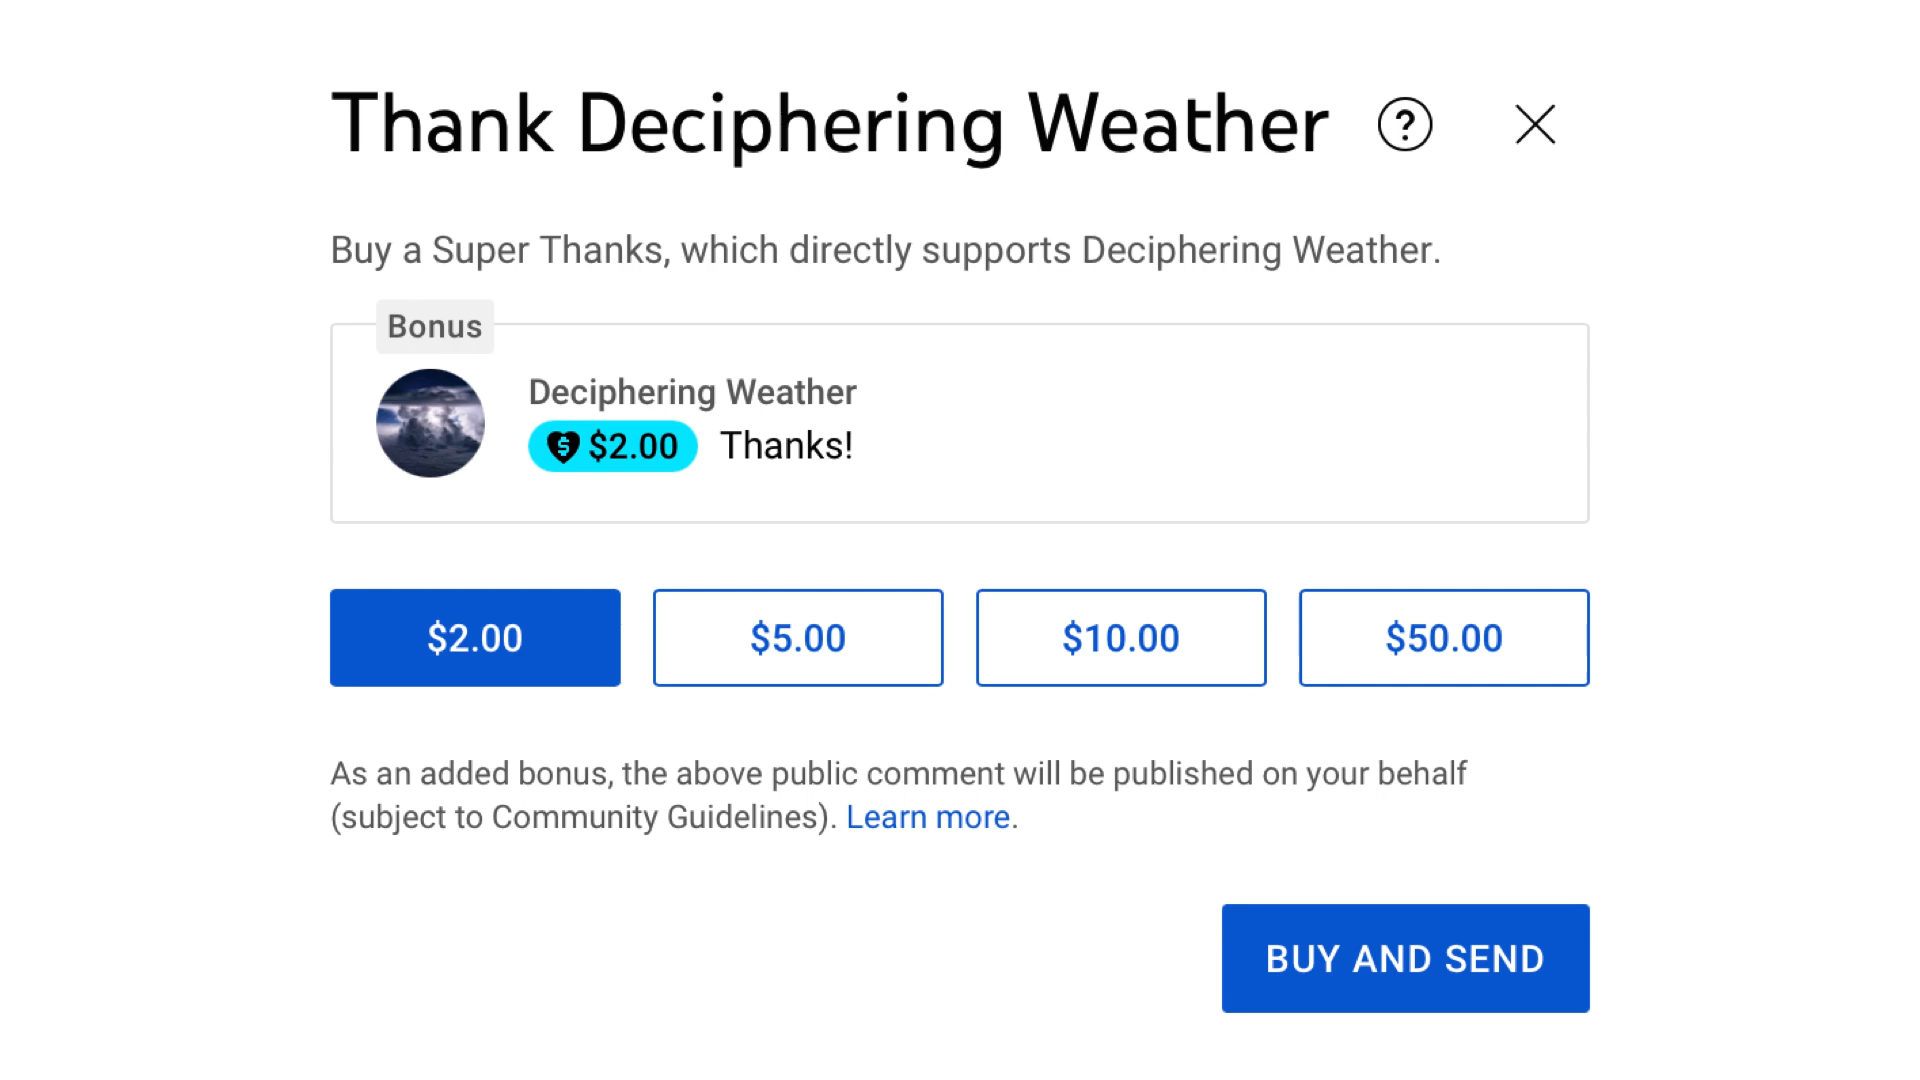 Thank Deciphering Weather ?
Buy a Super Thanks, which directly supports Deciphering Weather.
Bonus
Deciphering Weather
$ $2.00 Thanks!
$2.00 $5.00 $10.00 $50.00
As an added bonus, the above public comment will be published on your behalf
(subject to Community Guidelines). Learn more.
BUY AND SEND